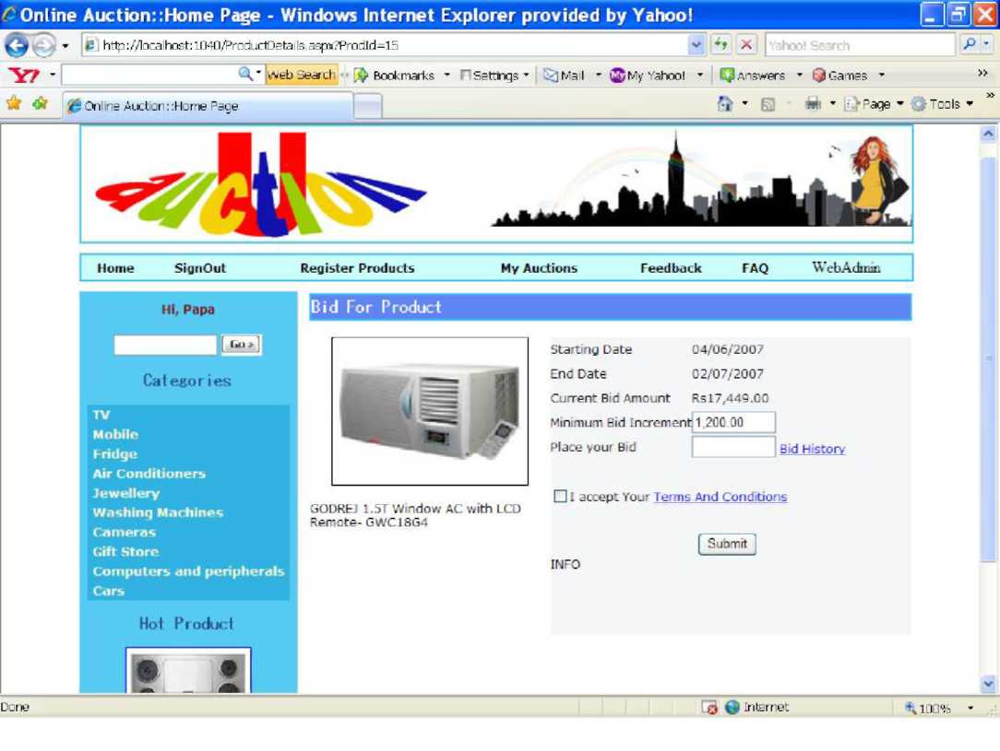 Online Auction::Home Page - Windows Internet Explorer provided by Yahoo!
http://localhost:1040/ProductDetails.aspx?ProdId=15
Yahoo! Search
Y! Web Search Bookmarks Settings Mail My Yahoo! Answers Games >>
Online Auction::Home Page Page Tools >>
auction
Home SignOut Register Products My Auctions Feedback FAQ WebAdmin
Hi, Papa
Go >
Categories
TV
Mobile
Fridge
Air Conditioners
Jewellery
Washing Machines
Cameras
Gift Store
Computers and peripherals
Cars
Hot Product
Bid For Product
GODREJ 1.5T Window AC with LCD
Remote- GWC18G4
Starting Date 04/06/2007
End Date 02/07/2007
Current Bid Amount Rs17,449.00
Minimum Bid Increment 1,200.00
Place your Bid Bid History
I accept Your Terms And Conditions
Submit
INFO
Done Internet 100%